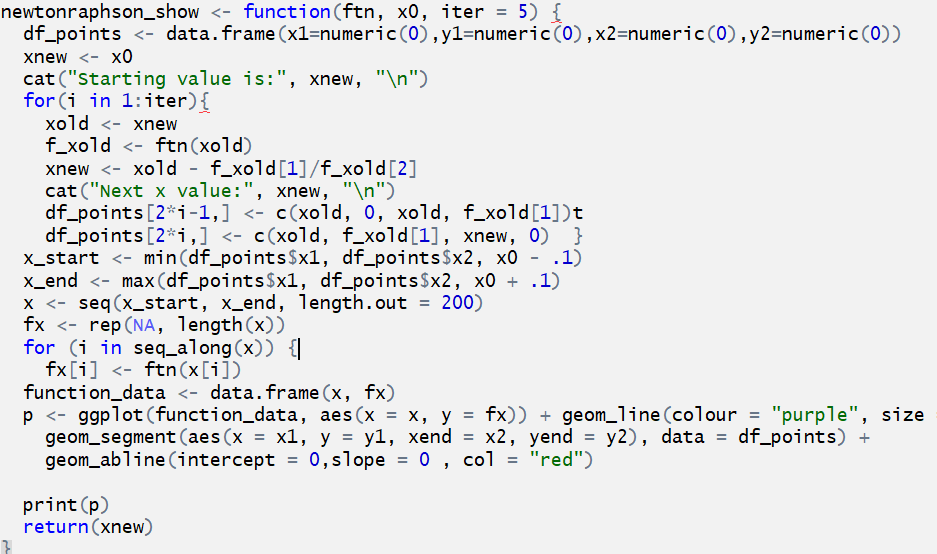 newtonraphson_show <- function(ftn, x0, iter = 5) {
  df_points <- data.frame(x1=numeric(0),y1=numeric(0),x2=numeric(0),y2=numeric(0))
  xnew <- x0
  cat("Starting value is:", xnew, "\n")
  for(i in 1:iter){
    xold <- xnew
    f_xold <- ftn(xold)
    xnew <- xold - f_xold[1]/f_xold[2]
    cat("Next x value:", xnew, "\n")
    df_points[2*i-1,] <- c(xold, 0, xold, f_xold[1])t
    df_points[2*i,] <- c(xold, f_xold[1], xnew, 0)  }
  x_start <- min(df_points$x1, df_points$x2, x0 - .1)
  x_end <- max(df_points$x1, df_points$x2, x0 + .1)
  x <- seq(x_start, x_end, length.out = 200)
  fx <- rep(NA, length(x))
  for (i in seq_along(x)) {
    fx[i] <- ftn(x[i])
  function_data <- data.frame(x, fx)
  p <- ggplot(function_data, aes(x = x, y = fx)) + geom_line(colour = "purple", size =
    geom_segment(aes(x = x1, y = y1, xend = x2, yend = y2), data = df_points) +
    geom_abline(intercept = 0,slope = 0 , col = "red")
  print(p)
  return(xnew)
}